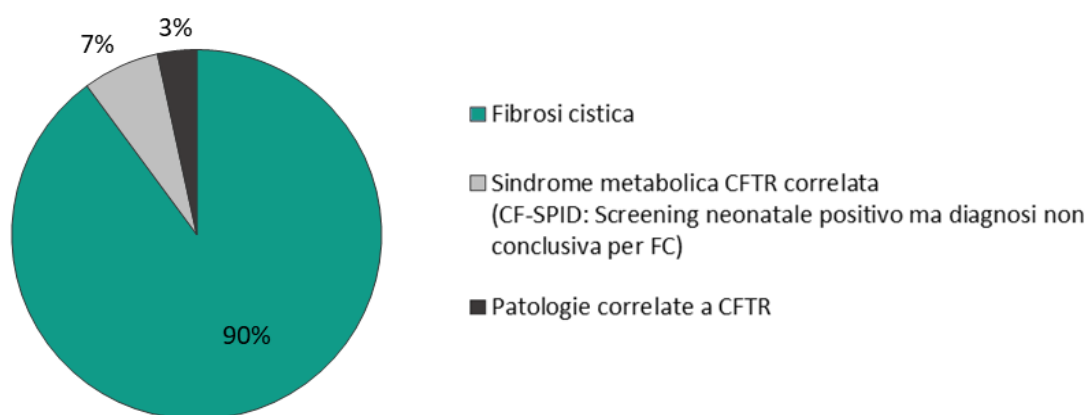 3%
7%
90%
Fibrosi cistica
Sindrome metabolica CFTR correlata
(CF-SPID: Screening neonatale positivo ma diagnosi non
conclusiva per FC)
Patologie correlate a CFTR